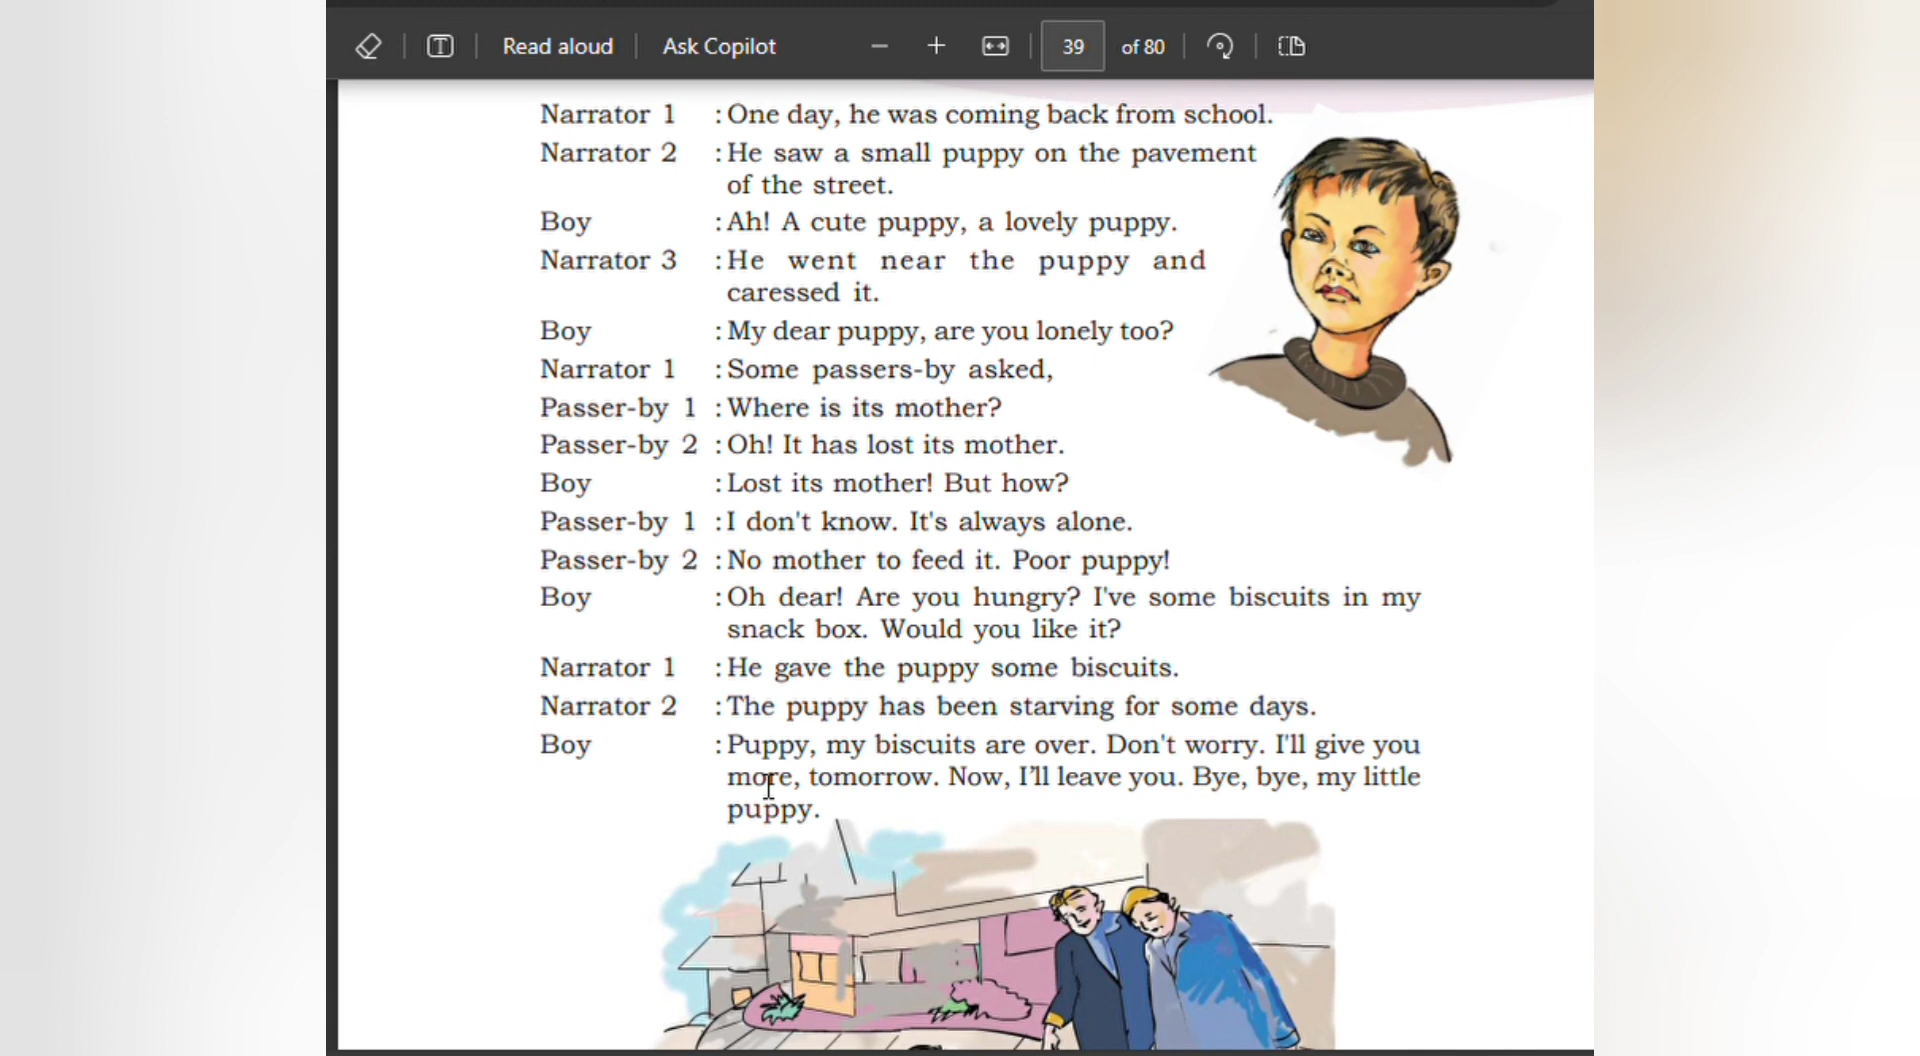 Read aloud Ask Copilot 39 of 80
Narrator 1 : One day, he was coming back from school.
Narrator 2 : He saw a small puppy on the pavement
of the street.
Boy : Ah! A cute puppy, a lovely puppy.
Narrator 3 : He went near the puppy and
caressed it.
Boy : My dear puppy, are you lonely too?
Narrator 1 : Some passers-by asked,
Passer-by 1 : Where is its mother?
Passer-by 2 : Oh! It has lost its mother.
Boy : Lost its mother! But how?
Passer-by 1 : I don't know. It's always alone.
Passer-by 2 : No mother to feed it. Poor puppy!
Boy : Oh dear! Are you hungry? I've some biscuits in my
snack box. Would you like it?
Narrator 1 : He gave the puppy some biscuits.
Narrator 2 : The puppy has been starving for some days.
Boy : Puppy, my biscuits are over. Don't worry. I'll give you
more, tomorrow. Now, I'll leave you. Bye, bye, my little
puppy.